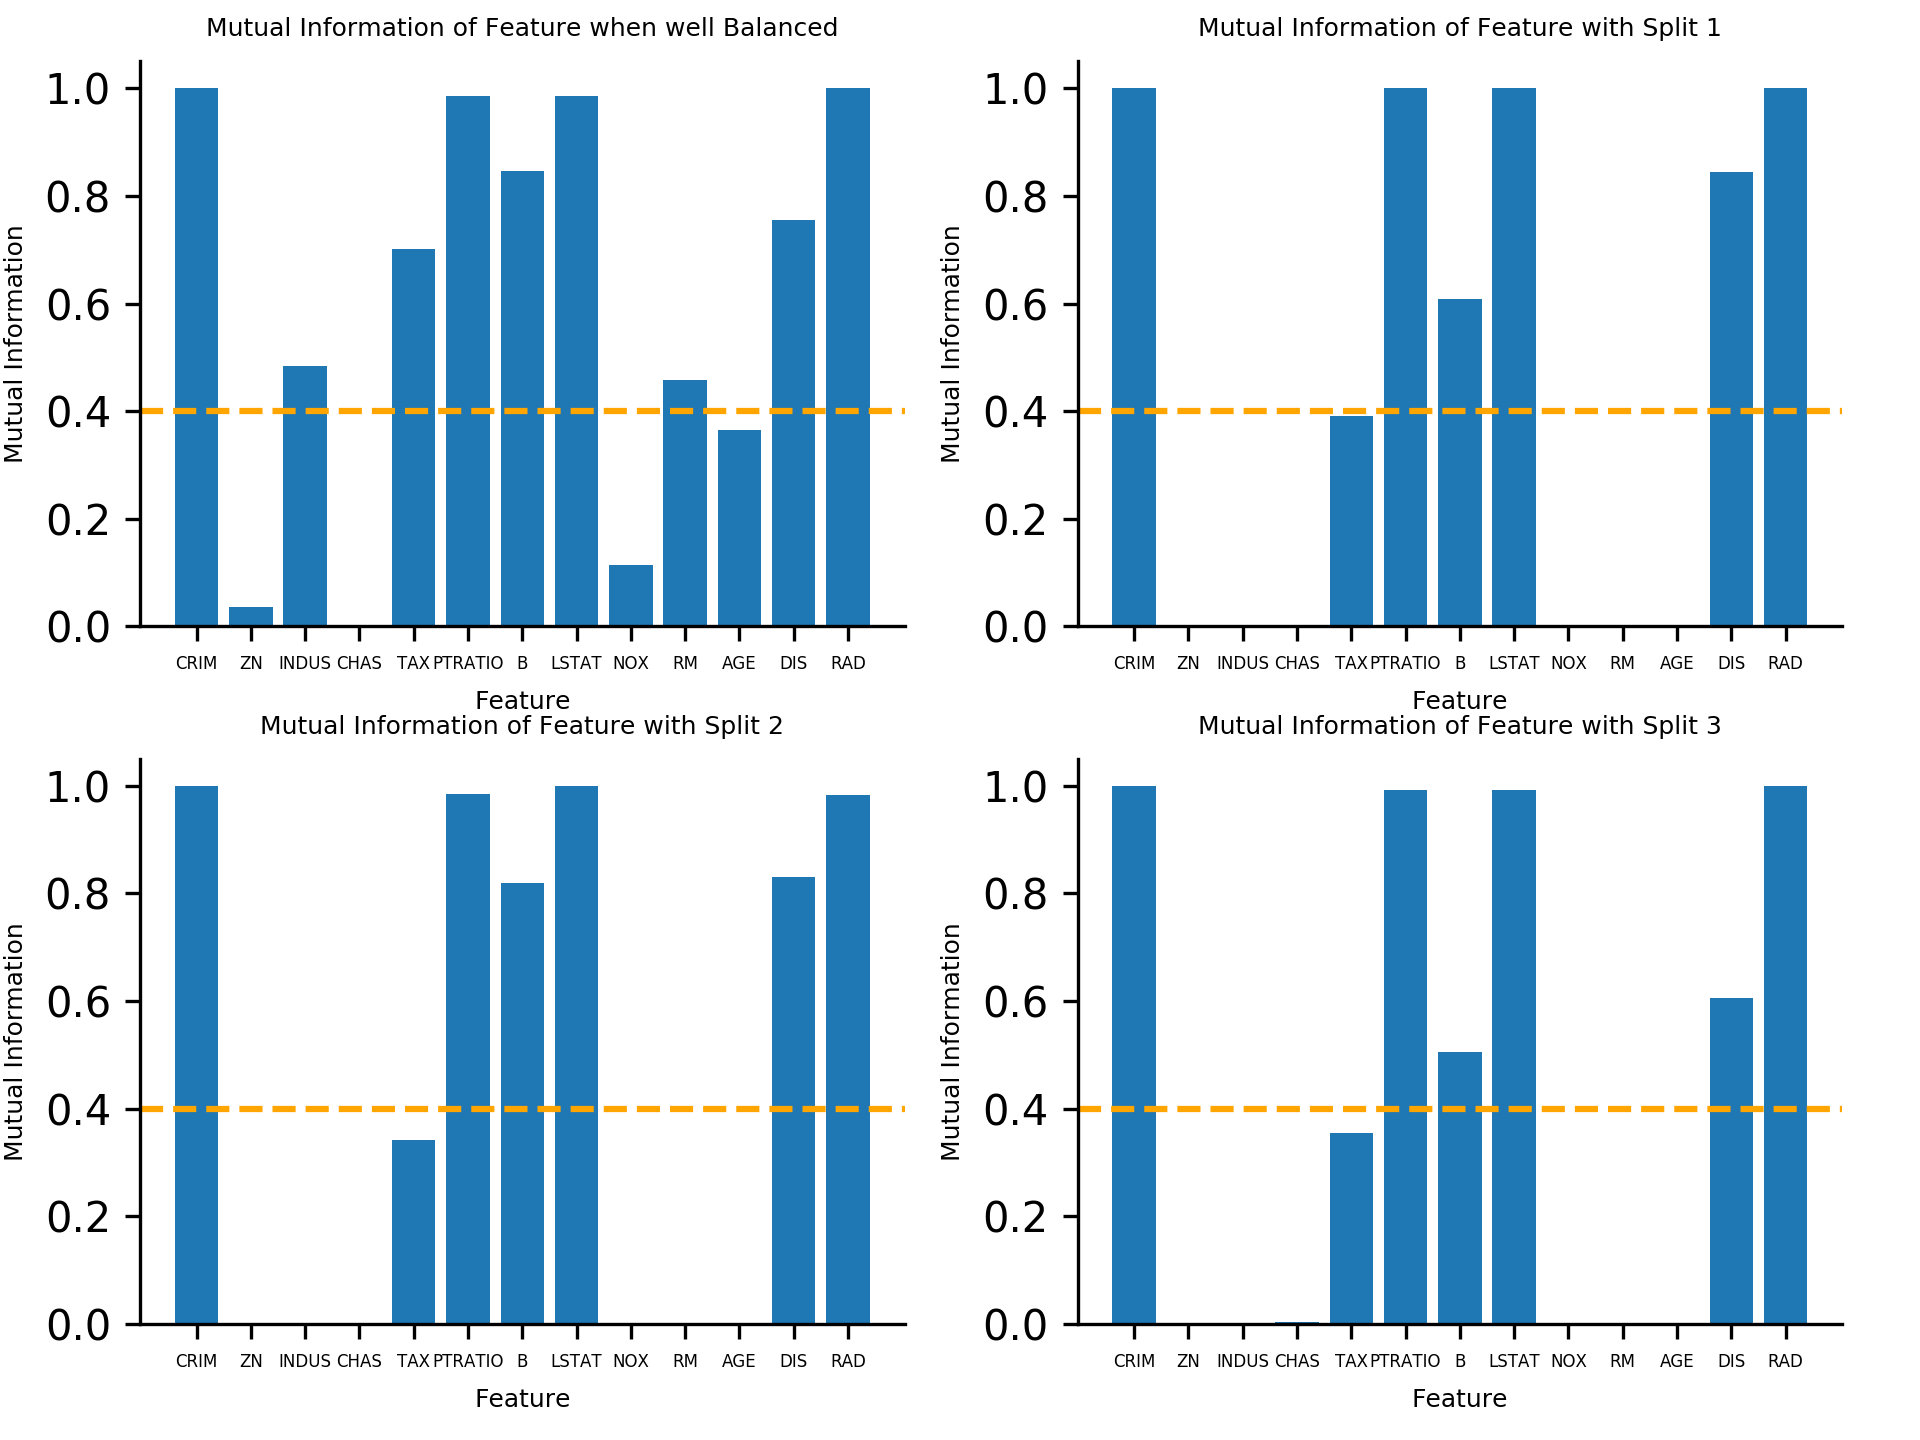 Mutual Information of Feature when well Balanced
1.0
0.8
0.6
0.4
0.2
0.0
Mutual Information
CRIM ZN INDUS CHAS TAX PTRATIO B LSTAT NOX RM AGE DIS RAD
Feature
Mutual Information of Feature with Split 1
1.0
0.8
0.6
0.4
0.2
0.0
Mutual Information
CRIM ZN INDUS CHAS TAX PTRATIO B LSTAT NOX RM AGE DIS RAD
Feature
Mutual Information of Feature with Split 2
1.0
0.8
0.6
0.4
0.2
0.0
Mutual Information
CRIM ZN INDUS CHAS TAX PTRATIO B LSTAT NOX RM AGE DIS RAD
Feature
Mutual Information of Feature with Split 3
1.0
0.8
0.6
0.4
0.2
0.0
Mutual Information
CRIM ZN INDUS CHAS TAX PTRATIO B LSTAT NOX RM AGE DIS RAD
Feature